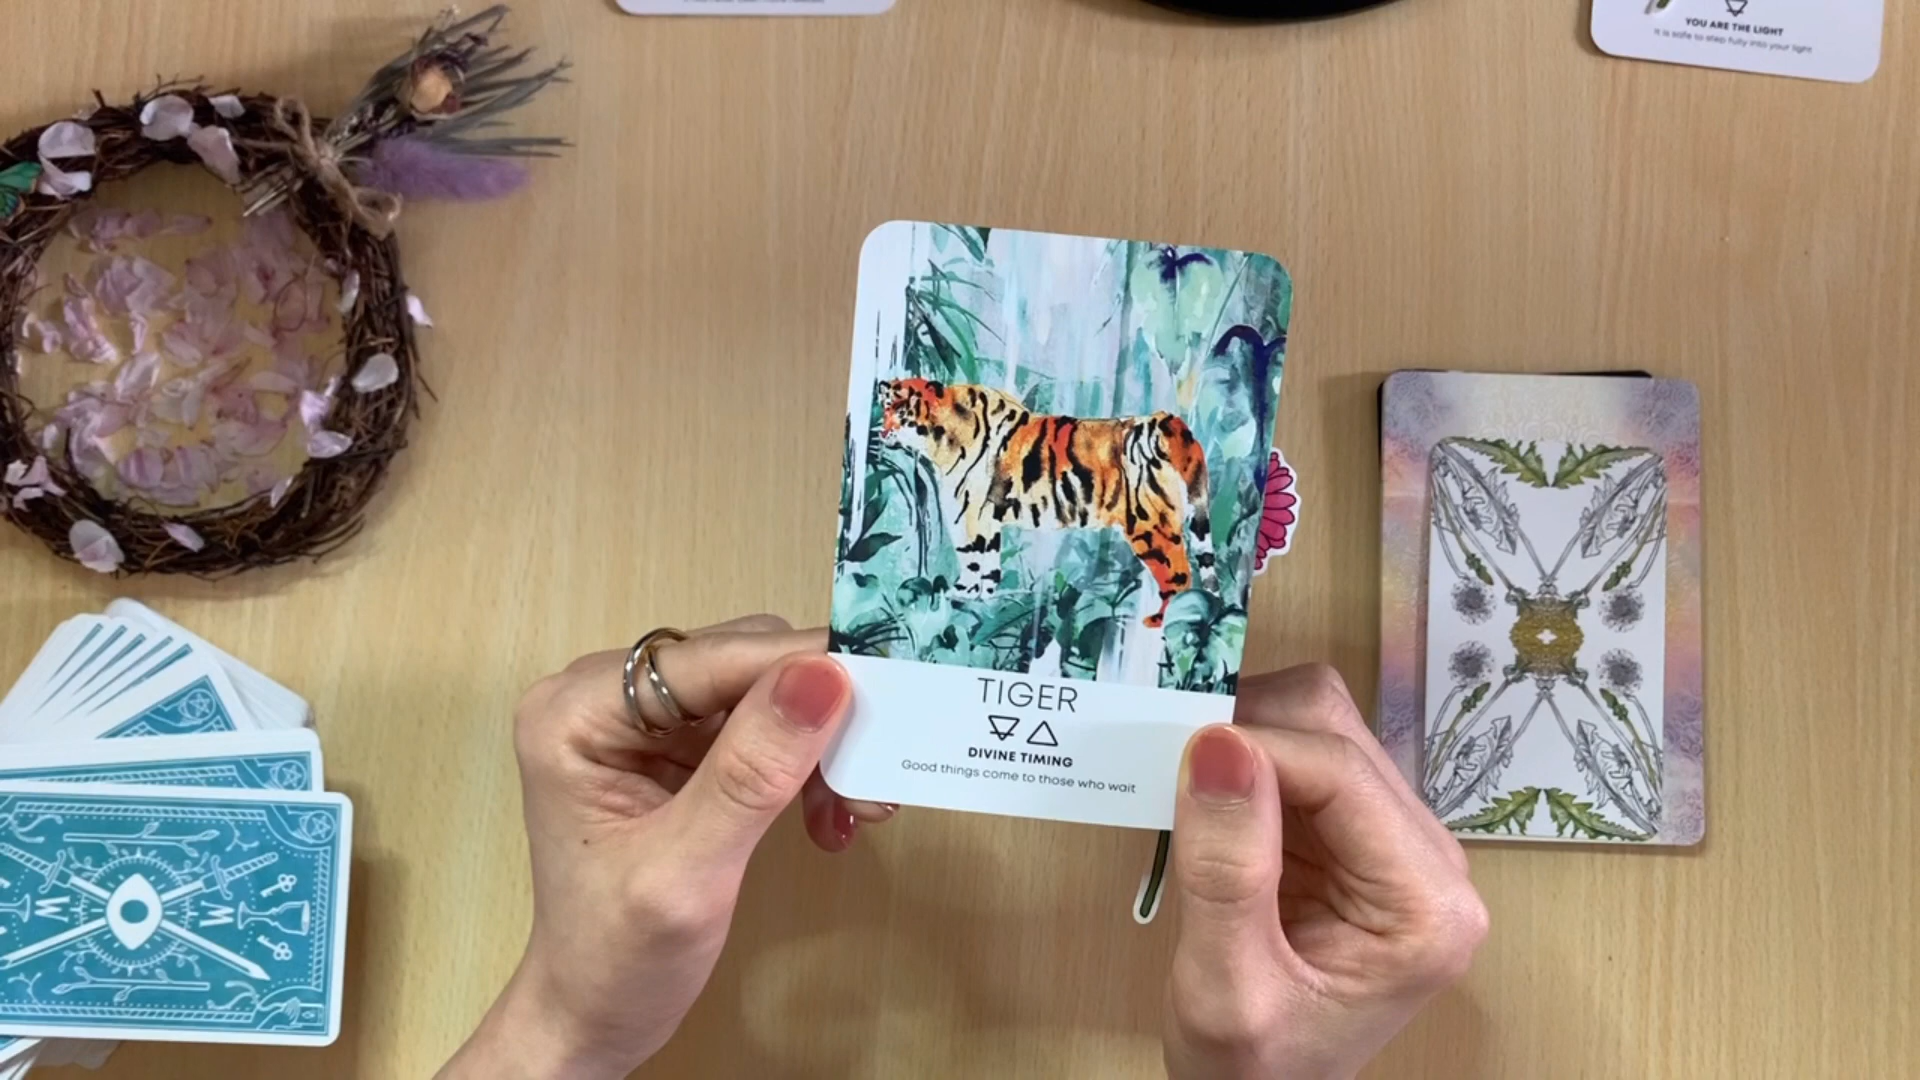 YOU ARE THE LIGHT
It is safe to step fully into your light
TIGER
DIVINE TIMING
Good things come to those who wait
W
W